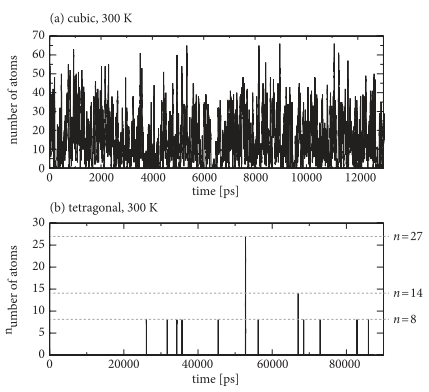 (a) cubic, 300 K
number of atoms
70
60
50
40
30
20
10
0
0 2000 4000 6000 8000 10000 12000
time [ps]
(b) tetragonal, 300 K
number of atoms
30
25
20
15
10
5
0
n=27
n=14
n=8
0 20000 40000 60000 80000
time [ps]